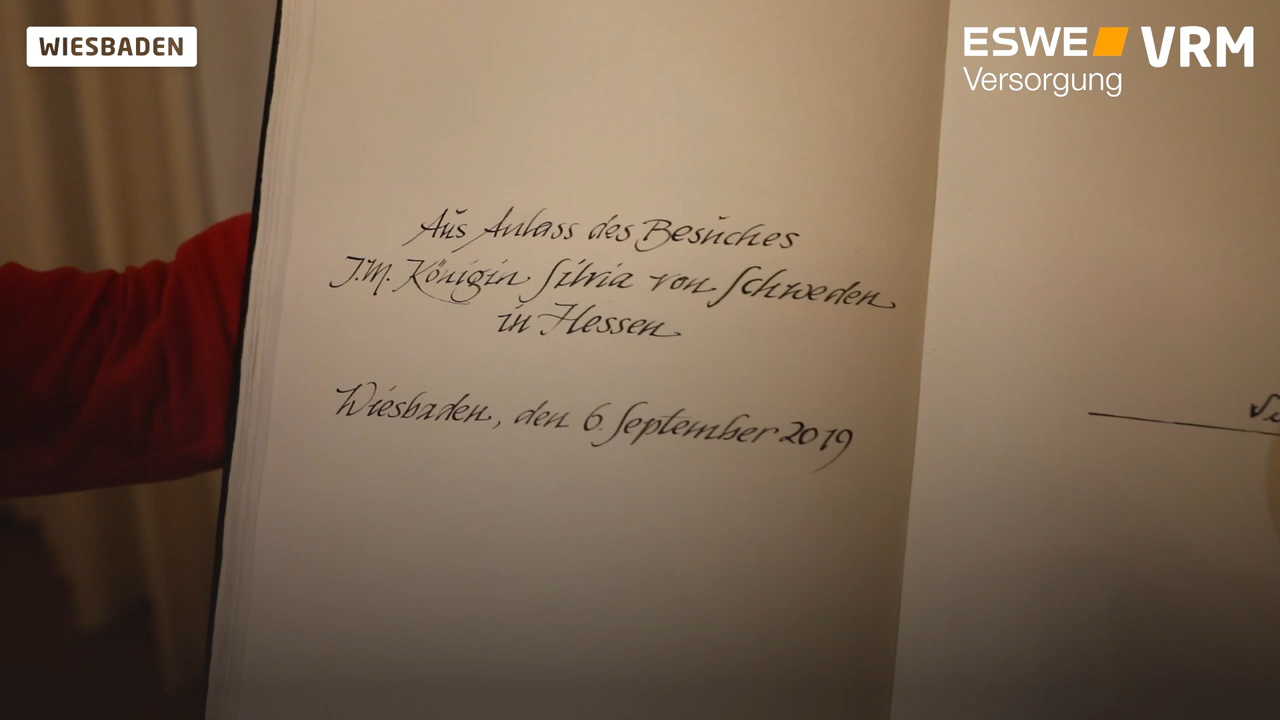 WIESBADEN
ESWE VRM
Versorgung
Aus Anlass des Besuches
J.M. Königin Silvia von Schweden
in Hessen
Wiesbaden, den 6. September 2019